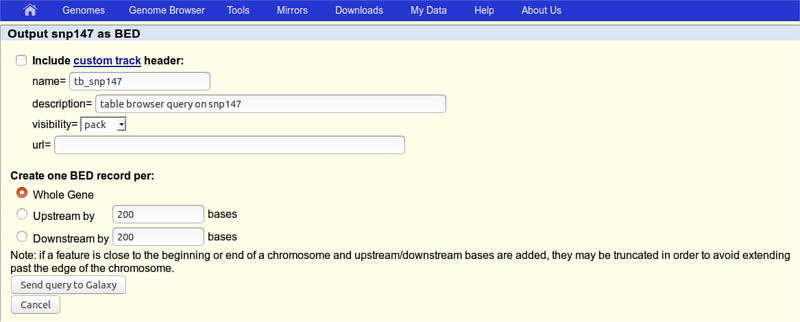 Genomes Genome Browser Tools Mirrors Downloads My Data Help About Us
Output snp147 as BED
Include custom track header:
name= tb_snp147
description= table browser query on snp147
visibility= pack
url=
Create one BED record per:
Whole Gene
Upstream by 200 bases
Downstream by 200 bases
Note: if a feature is close to the beginning or end of a chromosome and upstream/downstream bases are added, they may be truncated in order to avoid extending
past the edge of the chromosome.
Send query to Galaxy
Cancel